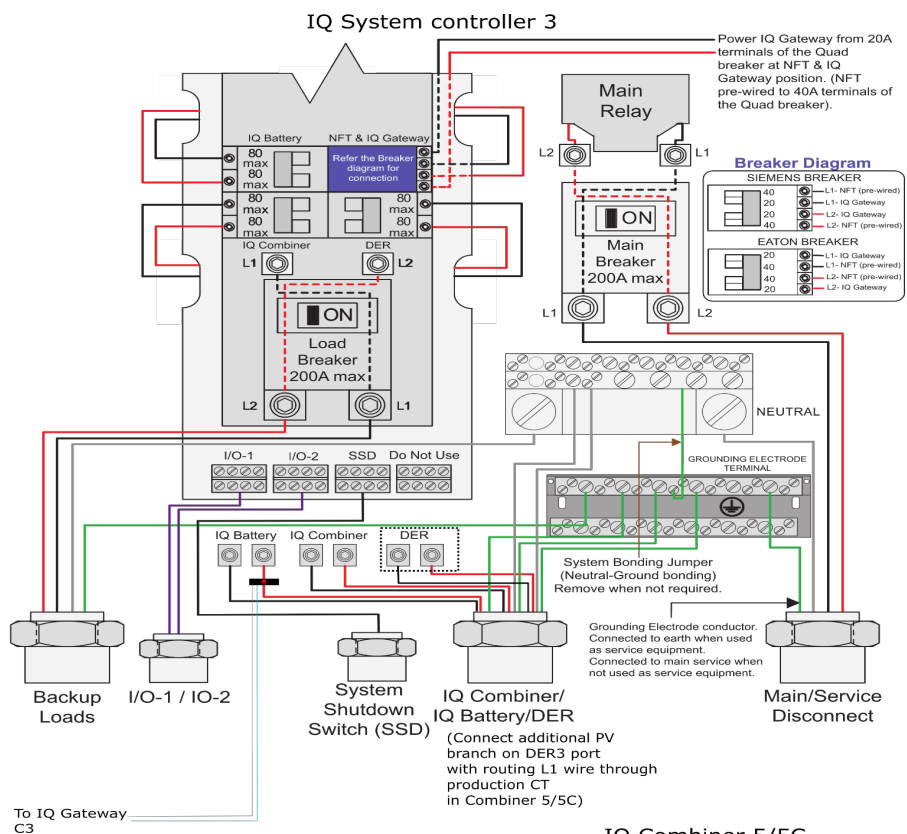 IQ System controller 3
Power IQ Gateway from 20A
terminals of the Quad
breaker at NFT & IQ
Gateway position. (NFT
pre-wired to 40A terminals of
the Quad breaker).
Main
Relay
L2
L1
IQ Battery
NFT & IQ Gateway
80
max
80
max
Refer the Breaker
diagram for
connection
80
max
80
max
80
max
80
max
IQ Combiner
DER
L1
L2
ON
Load
Breaker
200A max
L2
L1
ON
Main
Breaker
200A max
L1
L2
Breaker Diagram
SIEMENS BREAKER
40
L1- NFT (pre-wired)
20
L1- IQ Gateway
20
L2- IQ Gateway
40
L2- NFT (pre-wired)
EATON BREAKER
20
L1- IQ Gateway
40
L1- NFT (pre-wired)
40
L2- NFT (pre-wired)
20
L2- IQ Gateway
NEUTRAL
GROUNDING ELECTRODE
TERMINAL
I/O-1
I/O-2
SSD
Do Not Use
IQ Battery
IQ Combiner
DER
System Bonding Jumper
(Neutral-Ground bonding)
Remove when not required.
Grounding Electrode conductor.
Connected to earth when used
as service equipment.
Connected to main service when
not used as service equipment.
Backup
Loads
I/O-1 / IO-2
System
Shutdown
Switch (SSD)
IQ Combiner/
IQ Battery/DER
(Connect additional PV
branch on DER3 port
with routing L1 wire through
production CT
in Combiner 5/5C)
Main/Service
Disconnect
To IQ Gateway
C3